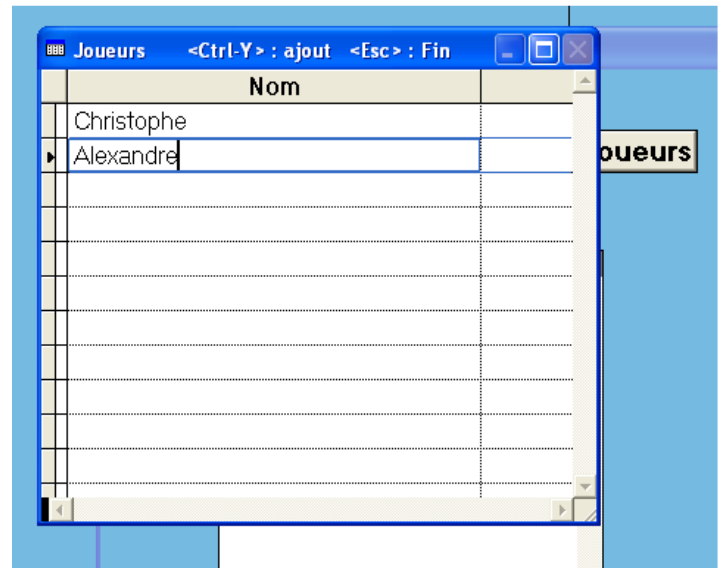 Joueurs <Ctrl-Y> : ajout <Esc> : Fin
Nom
Christophe
Alexandre
oueurs